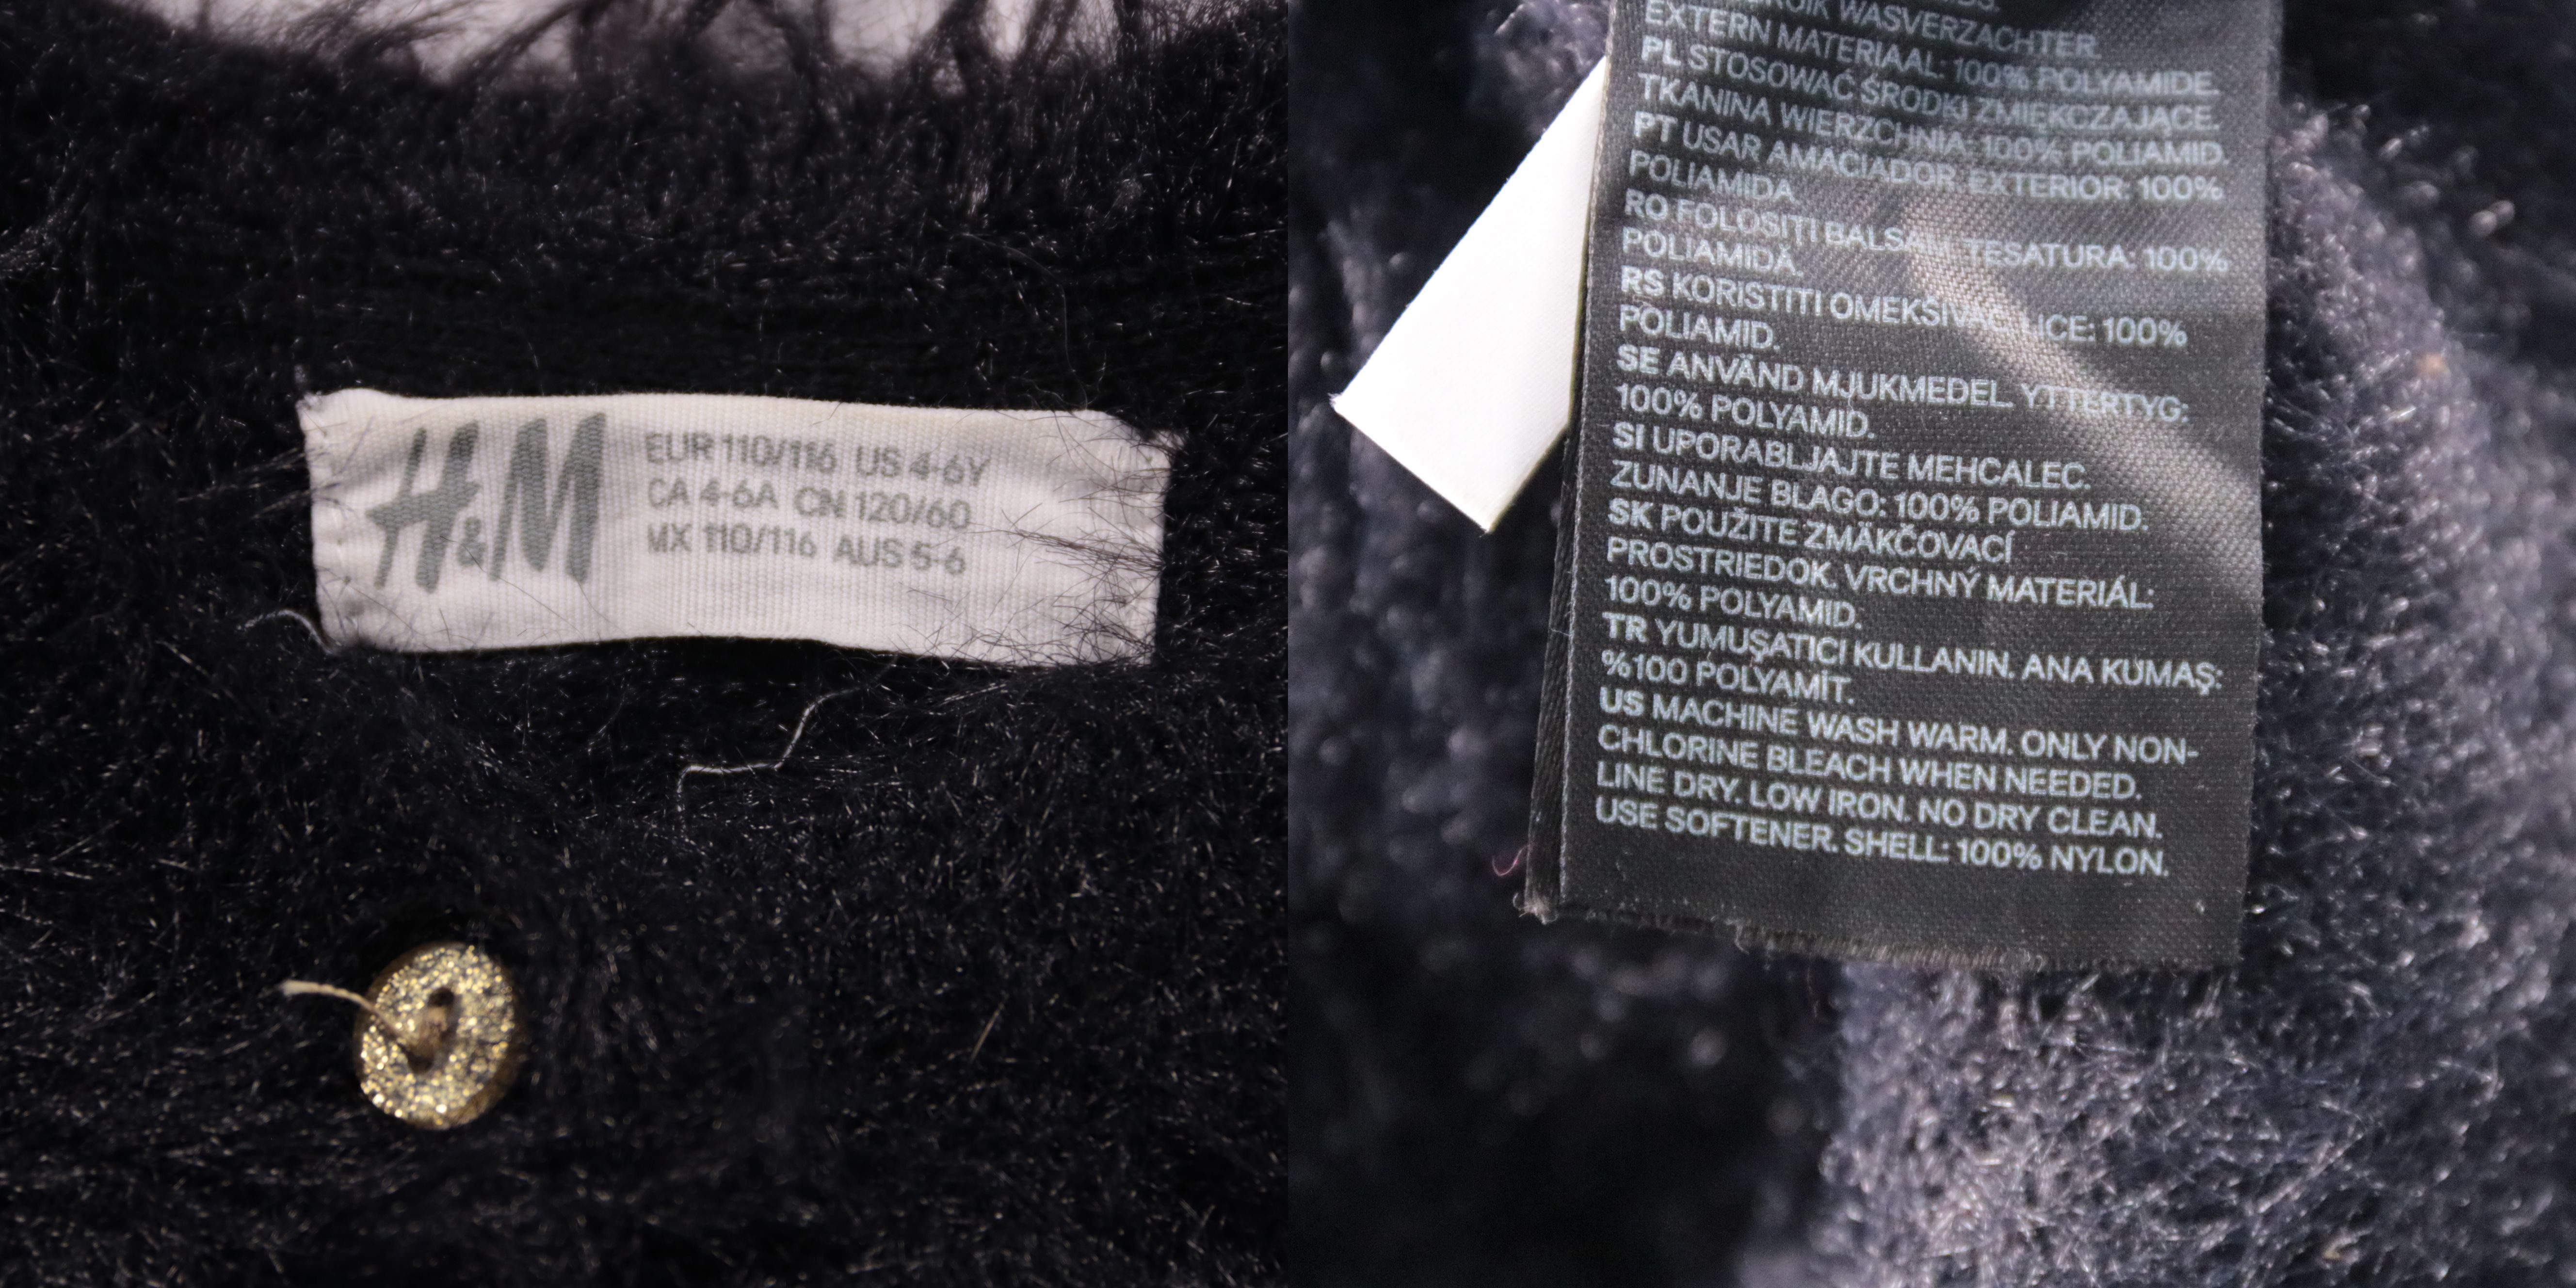 H&M
EUR 110/116 US 4-6Y
CA 4-6A CN 120/60
MX 110/116 AUS 5-6
WASVERZACHTER.
EXTERN MATERIAAL: 100% POLYAMIDE.
PL STOSOWAĆ ŚRODKI ZMIĘKCZAJĄCE.
TKANINA WIERZCHNIA: 100% POLIAMID.
PT USAR AMACIADOR. EXTERIOR: 100%
POLIAMIDA.
RO FOLOSIȚI BALSAM. TESATURA: 100%
POLIAMIDĂ.
RS KORISTITI OMEKŠIVAČ. LICE: 100%
POLIAMID.
SE ANVÄND MJUKMEDEL. YTTERTYG:
100% POLYAMID.
SI UPORABLJAJTE MEHČALEC.
ZUNANJE BLAGO: 100% POLIAMID.
SK POUŽITE ZMÄKČOVACÍ
PROSTRIEDOK. VRCHNÝ MATERIÁL:
100% POLYAMID.
TR YUMUŞATICI KULLANIN. ANA KUMAŞ:
%100 POLYAMİT.
US MACHINE WASH WARM. ONLY NON-
CHLORINE BLEACH WHEN NEEDED.
LINE DRY. LOW IRON. NO DRY CLEAN.
USE SOFTENER. SHELL: 100% NYLON.